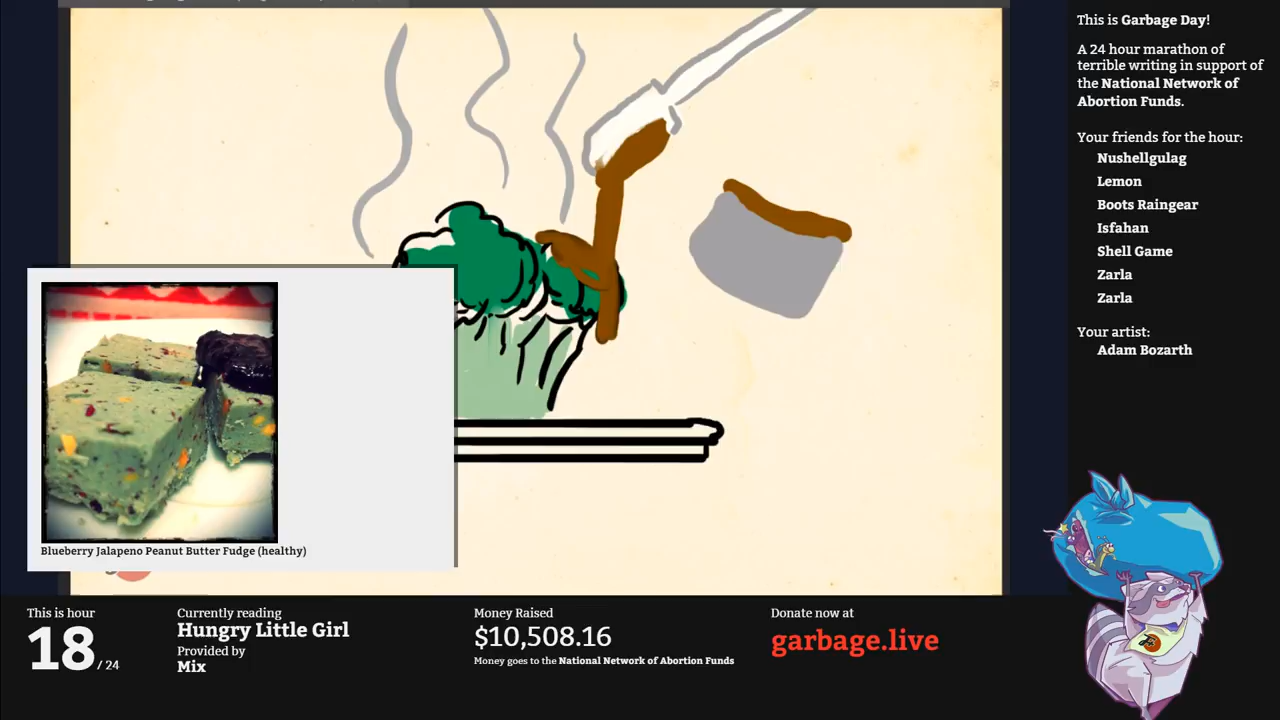 This is Garbage Day!
A 24 hour marathon of
terrible writing in support of
the National Network of
Abortion Funds.
Your friends for the hour:
Nushellgulag
Lemon
Boots Raingear
Isfahan
Shell Game
Zarla
Zarla
Your artist:
Adam Bozarth
Blueberry Jalapeno Peanut Butter Fudge (healthy)
This is hour
18 / 24
Currently reading
Hungry Little Girl
Provided by
Mix
Money Raised
$10,508.16
Money goes to the National Network of Abortion Funds
Donate now at
garbage.live